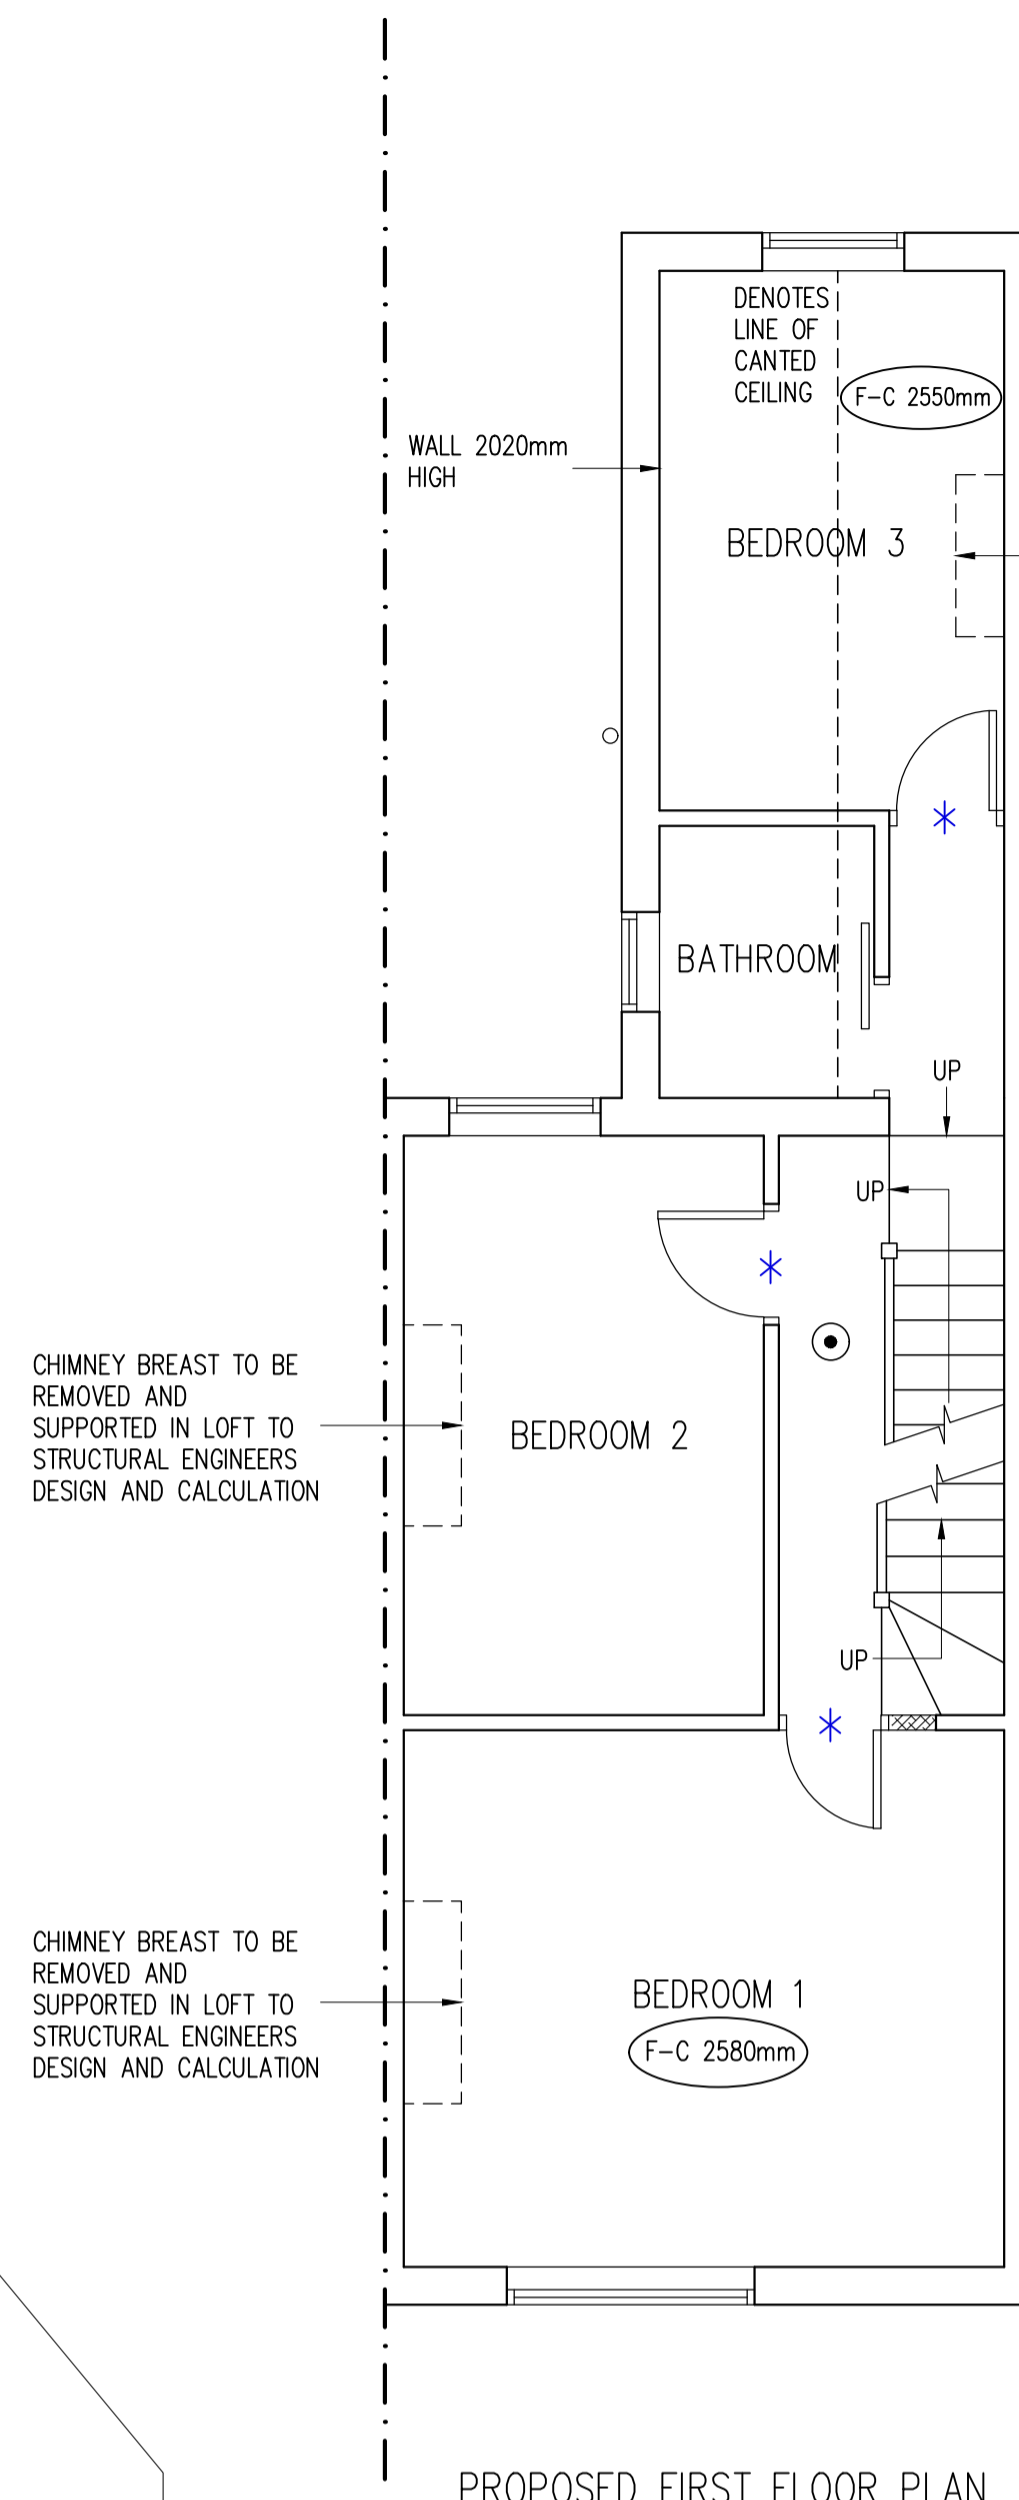 DENOTES
LINE OF
CANTED
CEILING
F-C 2550mm
WALL 2020mm
HIGH
BEDROOM 3
BATHROOM
UP
UP
CHIMNEY BREAST TO BE
REMOVED AND
SUPPORTED IN LOFT TO
STRUCTURAL ENGINEERS
DESIGN AND CALCULATION
BEDROOM 2
UP
CHIMNEY BREAST TO BE
REMOVED AND
SUPPORTED IN LOFT TO
STRUCTURAL ENGINEERS
DESIGN AND CALCULATION
BEDROOM 1
F-C 2580mm
PROPOSED FIRST FLOOR PLAN